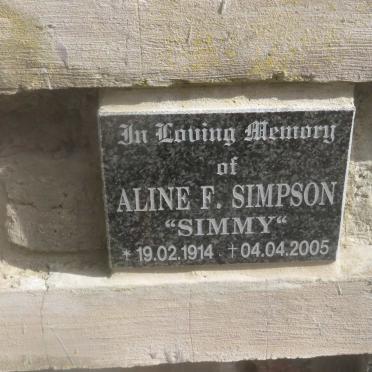 In Loving Memory
of
ALINE F. SIMPSON
“SIMMY“
* 19.02.1914 †04.04.2005